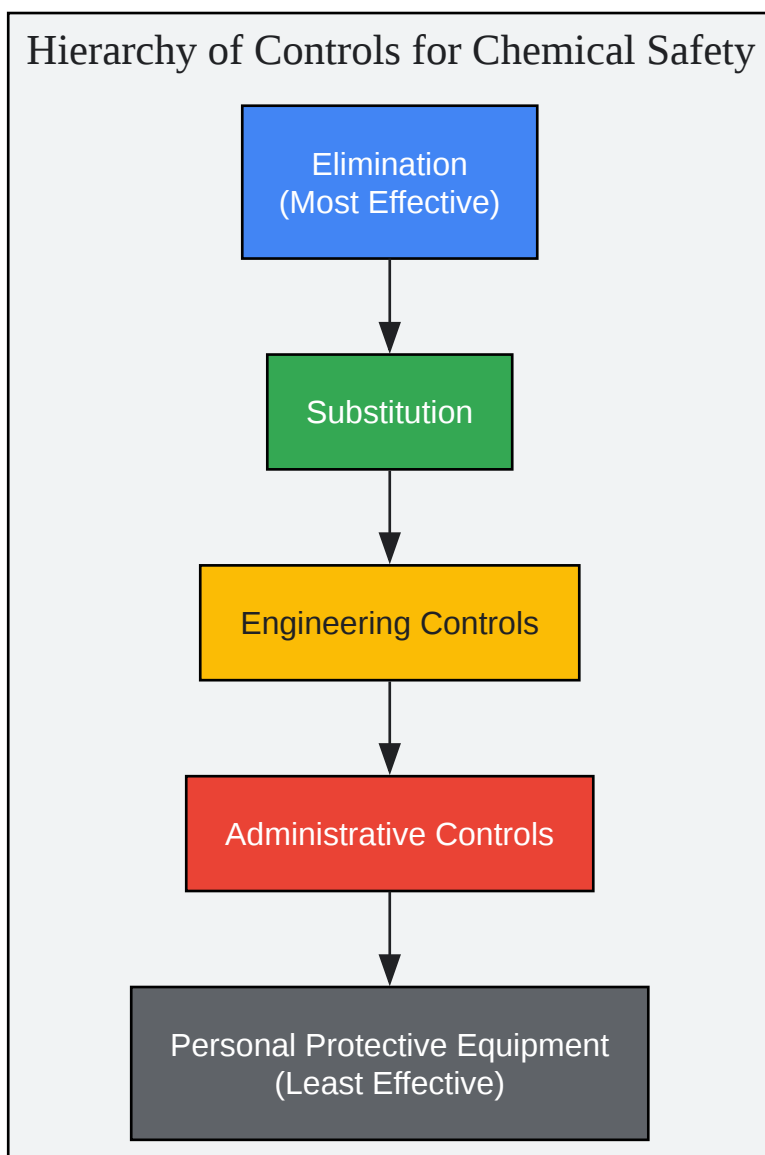 Hierarchy of Controls for Chemical Safety
Elimination
(Most Effective)
Substitution
Engineering Controls
Administrative Controls
Personal Protective Equipment
(Least Effective)